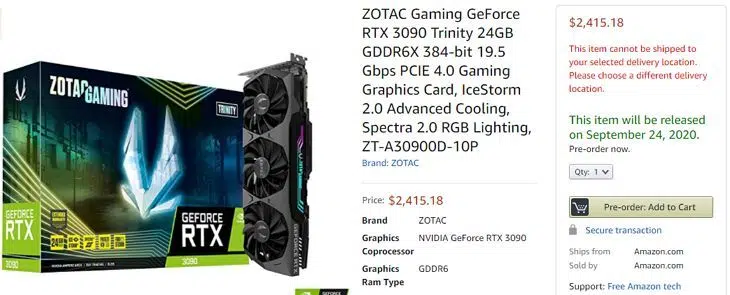 ZOTAC GAMING
TRINITY
GEFORCE
RTX
3090
GEFORCE
RTX
3090
ZOTAC Gaming GeForce
RTX 3090 Trinity 24GB
GDDR6X 384-bit 19.5
Gbps PCIE 4.0 Gaming
Graphics Card, IceStorm
2.0 Advanced Cooling,
Spectra 2.0 RGB Lighting,
ZT-A30900D-10P
Brand: ZOTAC
Price: $2,415.18
Brand ZOTAC
Graphics NVIDIA GeForce RTX 3090
Coprocessor
Graphics GDDR6
Ram Type
$2,415.18
This item cannot be shipped to
your selected delivery location.
Please choose a different delivery
location.
This item will be released
on September 24, 2020.
Pre-order now.
Qty: 1
Pre-order: Add to Cart
Secure transaction
Ships from Amazon.com
Sold by Amazon.com
Support: Free Amazon tech